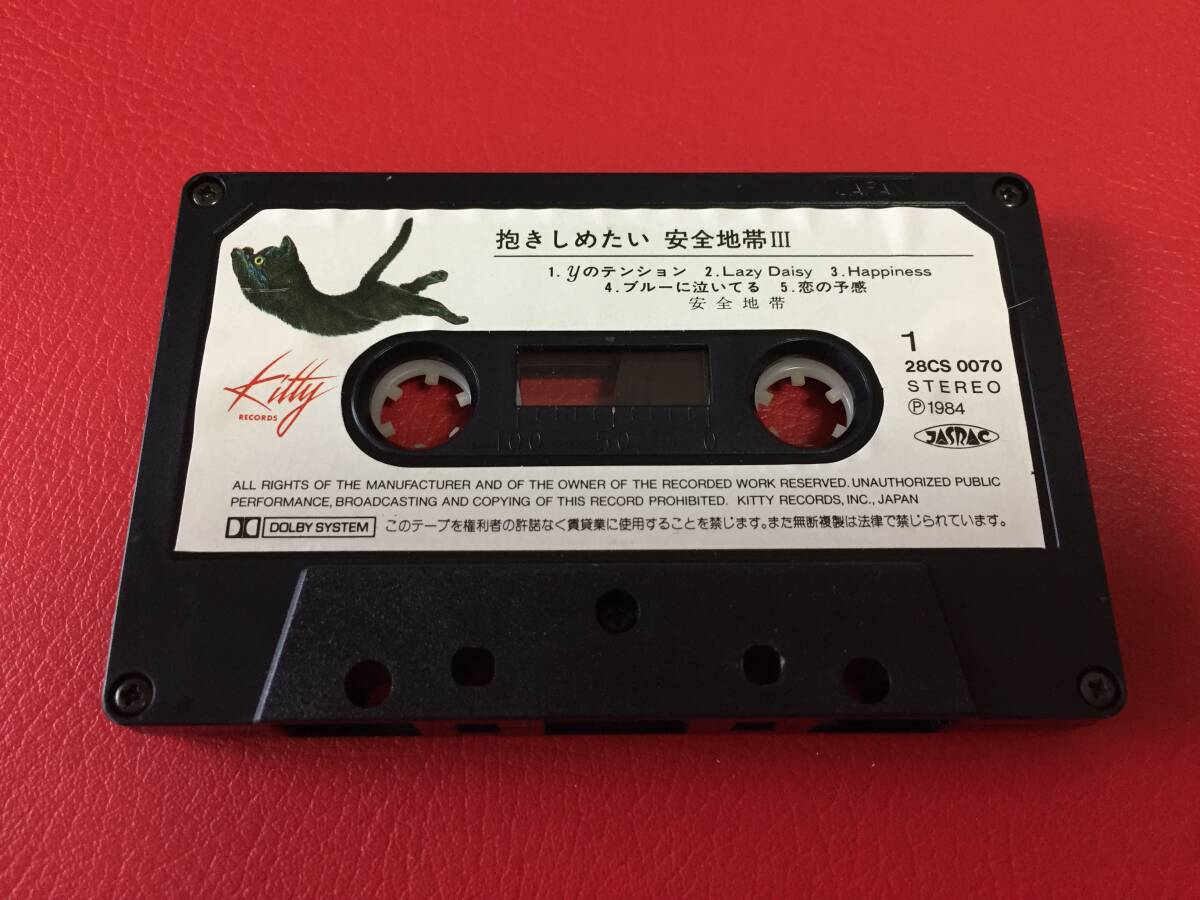 JAPAN
抱きしめたい 安全地帯III
1.yのテンション 2.Lazy Daisy 3.Happiness
4.ブルーに泣いてる 5.恋の予感
安全地帯
Kitty
RECORDS
1
28CS 0070
STEREO
Ⓟ1984
JASRAC
100 50 0
ALL RIGHTS OF THE MANUFACTURER AND OF THE OWNER OF THE RECORDED WORK RESERVED. UNAUTHORIZED PUBLIC
PERFORMANCE, BROADCASTING AND COPYING OF THIS RECORD PROHIBITED. KITTY RECORDS, INC., JAPAN
DOLBY SYSTEM このテープを権利者の許諾なく賃貸業に使用することを禁じます。また無断複製は法律で禁じられています。